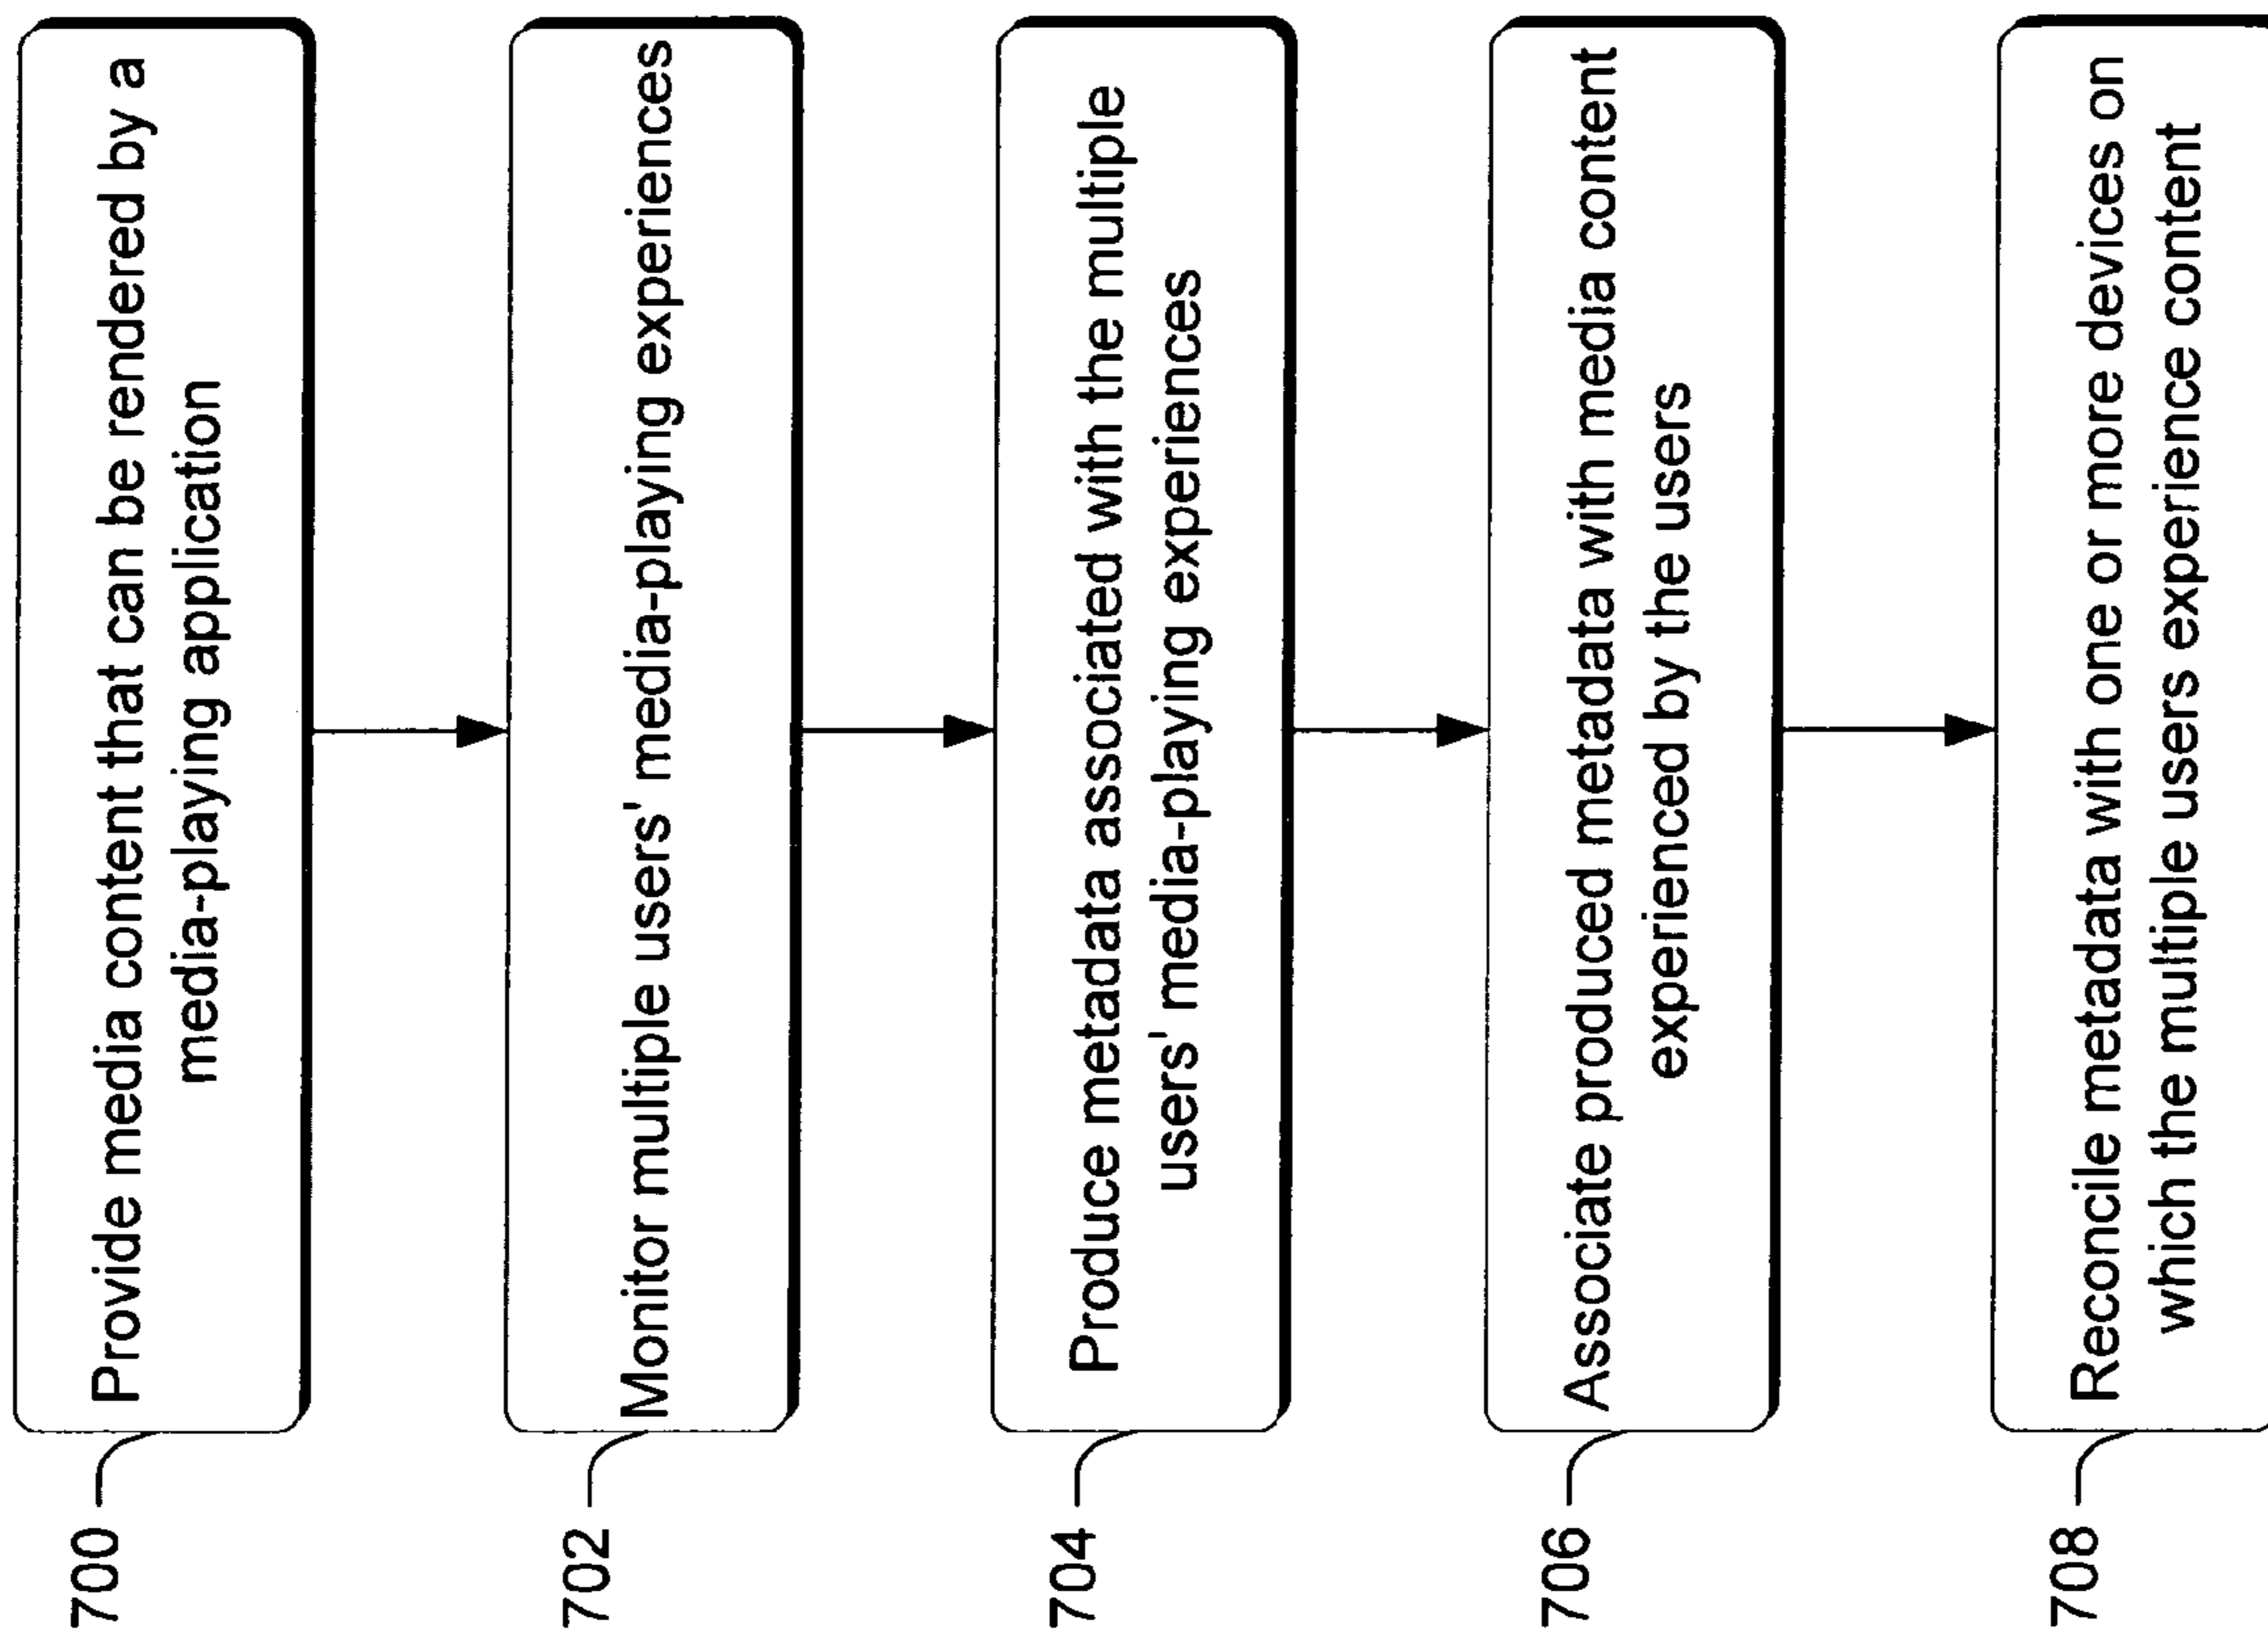 700
Provide media content that can be rendered by a
media-playing application
702
Monitor multiple users' media-playing experiences
704
Produce metadata associated with the multiple
users' media-playing experiences
706
Associate produced metadata with media content
experienced by the users
708
Reconcile metadata with one or more devices on
which the multiple users experience content